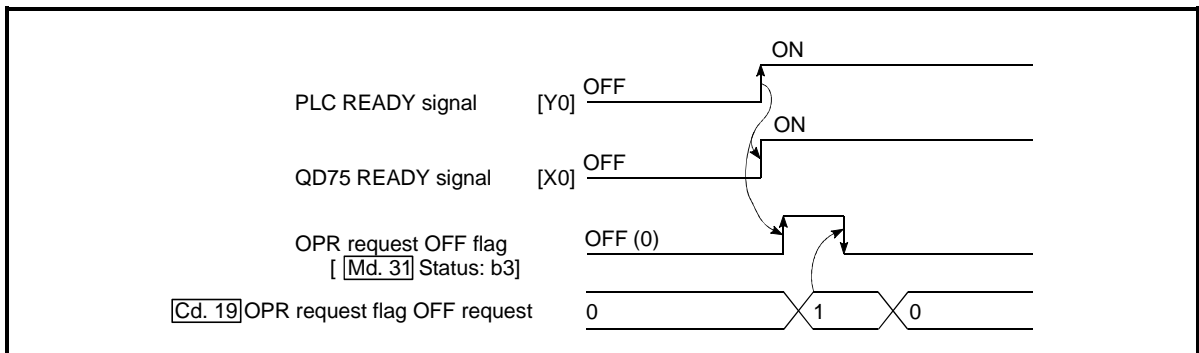 ON
PLC READY signal [Y0] OFF
ON
QD75 READY signal [X0] OFF
OPR request OFF flag OFF (0)
[ Md. 31 Status: b3]
Cd. 19 OPR request flag OFF request 0 1 0